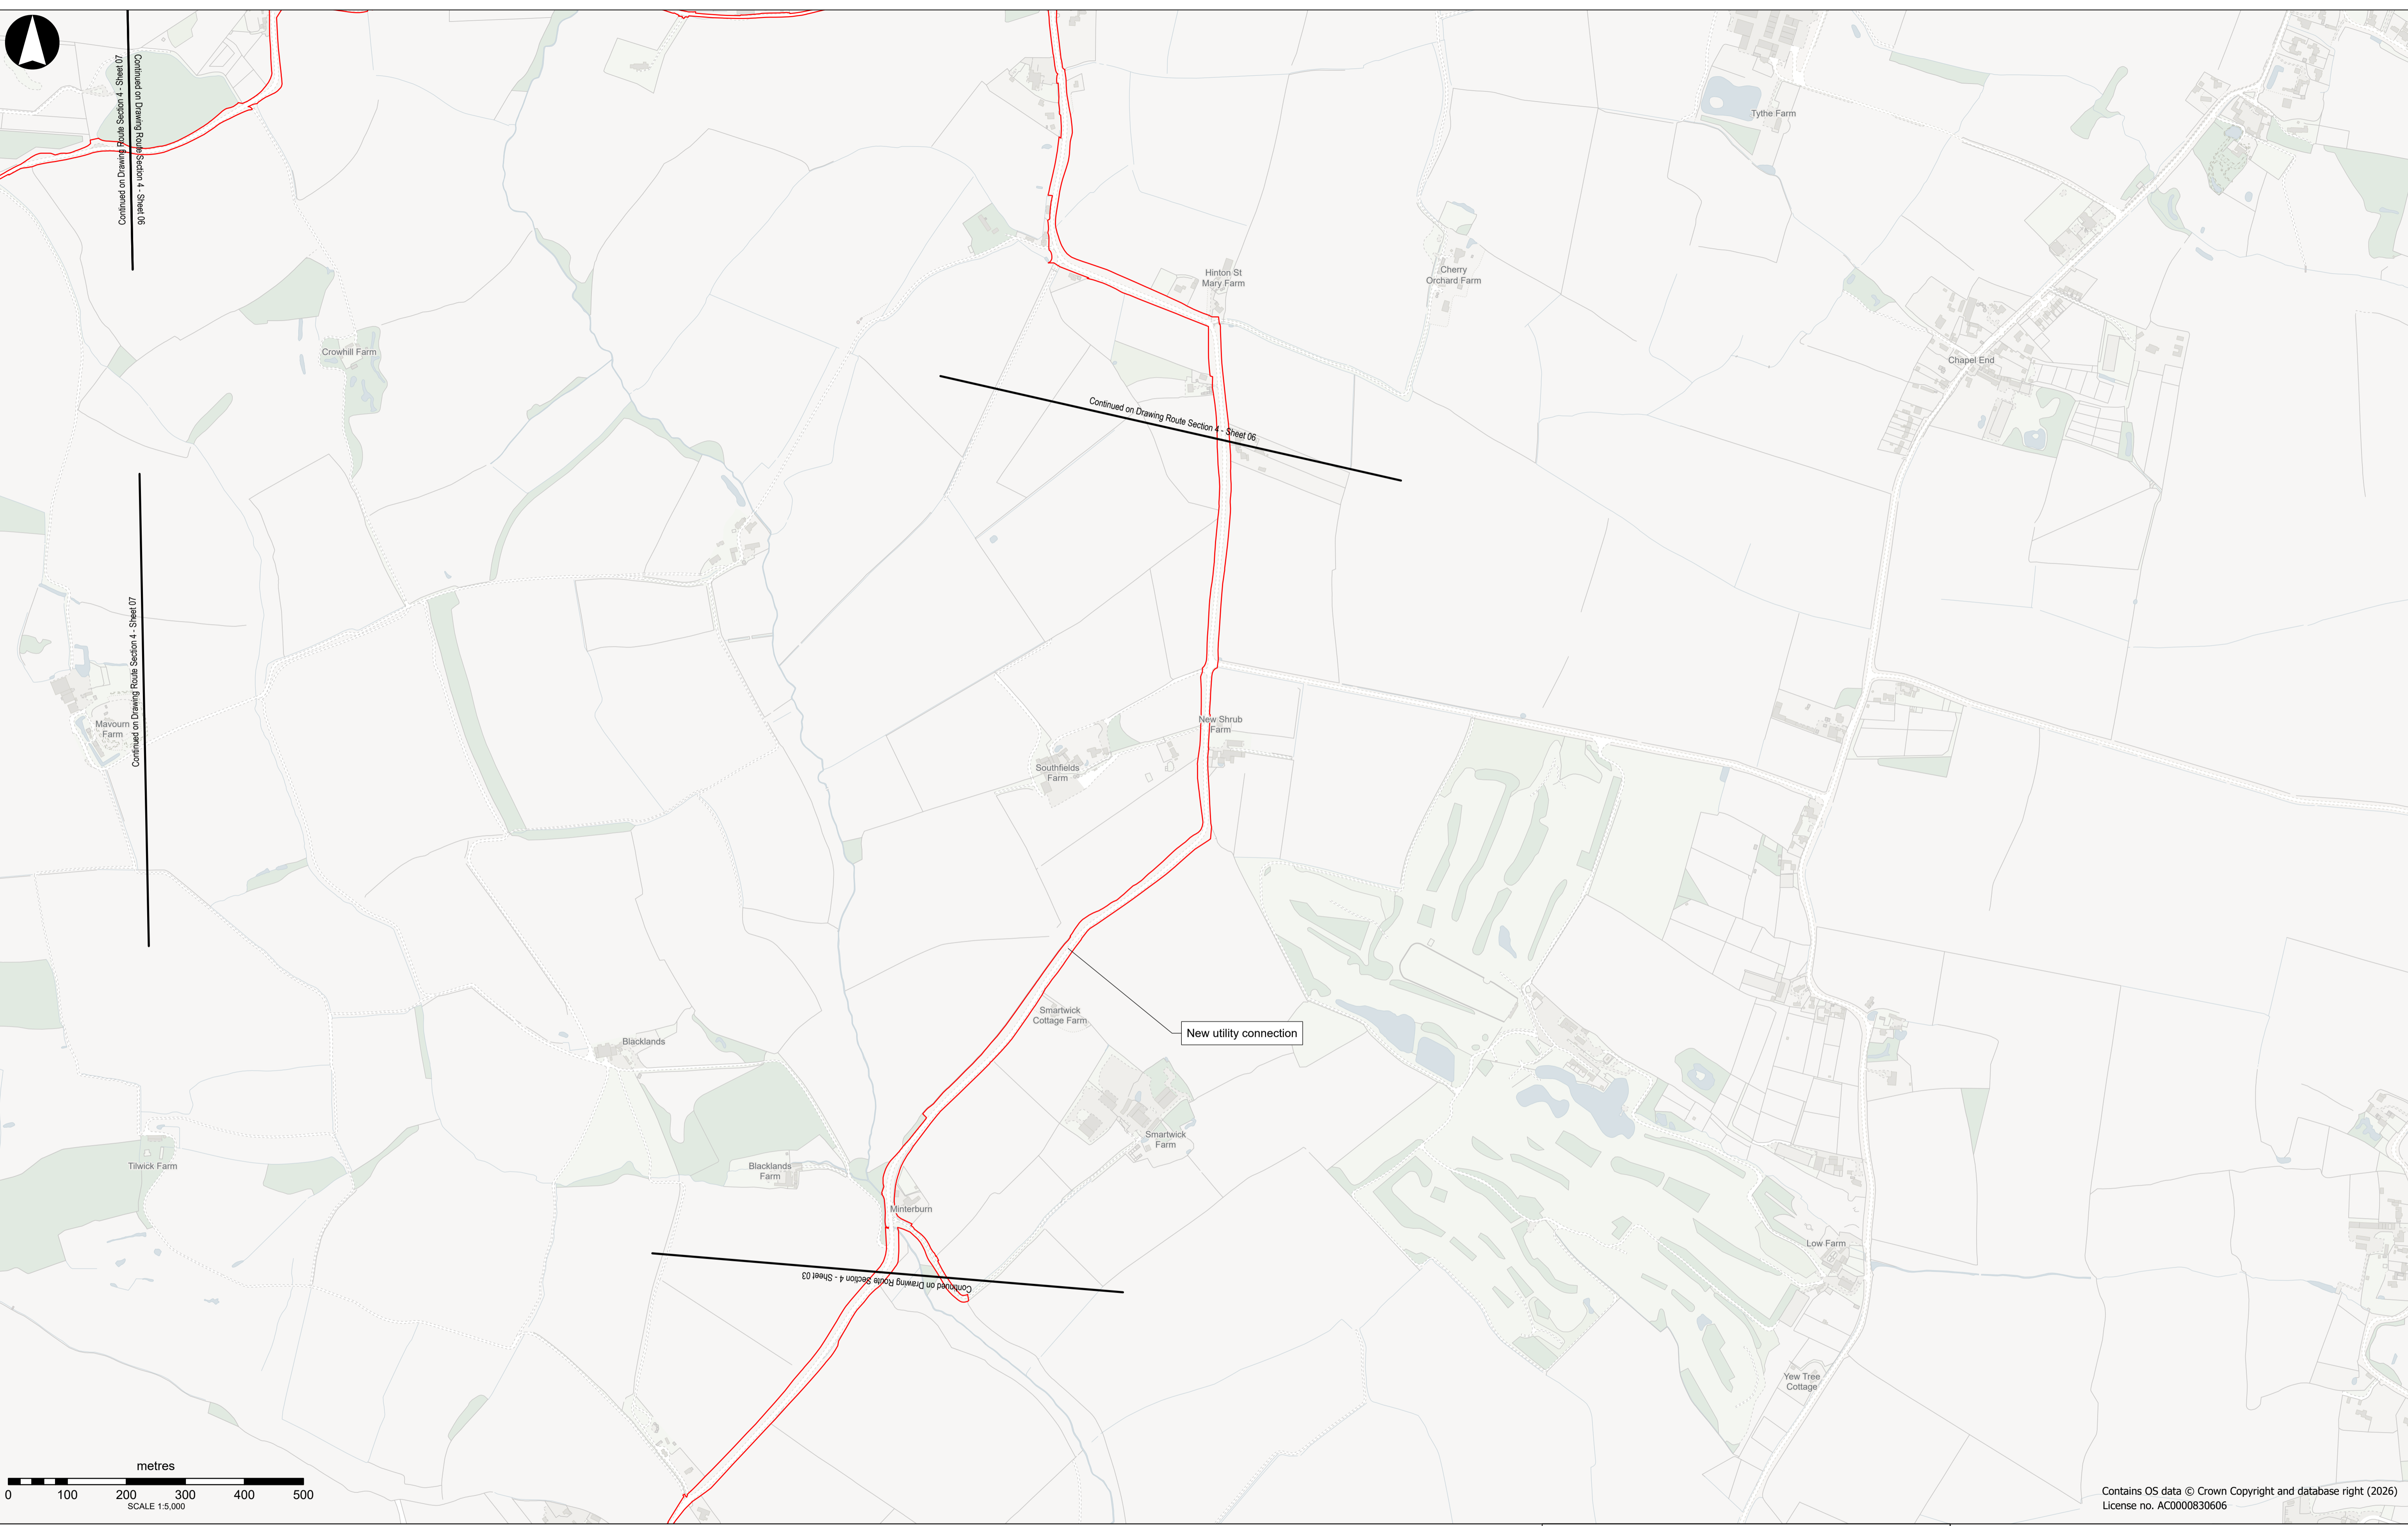 Continued on Drawing Route Section 4 - Sheet 07
Continued on Drawing Route Section 4 - Sheet 06
Tythe Farm
Hinton St
Mary Farm
Cherry
Orchard Farm
Crowhill Farm
Chapel End
Continued on Drawing Route Section 4 - Sheet 06
Continued on Drawing Route Section 4 - Sheet 07
Mavourn
Farm
New Shrub
Farm
Southfields
Farm
Smartwick
Cottage Farm
New utility connection
Blacklands
Smartwick
Farm
Tilwick Farm
Blacklands
Farm
Minterburn
Low Farm
Continued on Drawing Route Section 4 - Sheet 03
Yew Tree
Cottage
metres
0 100 200 300 400 500
SCALE 1:5,000
Contains OS data © Crown Copyright and database right (2026)
License no. AC0000830606